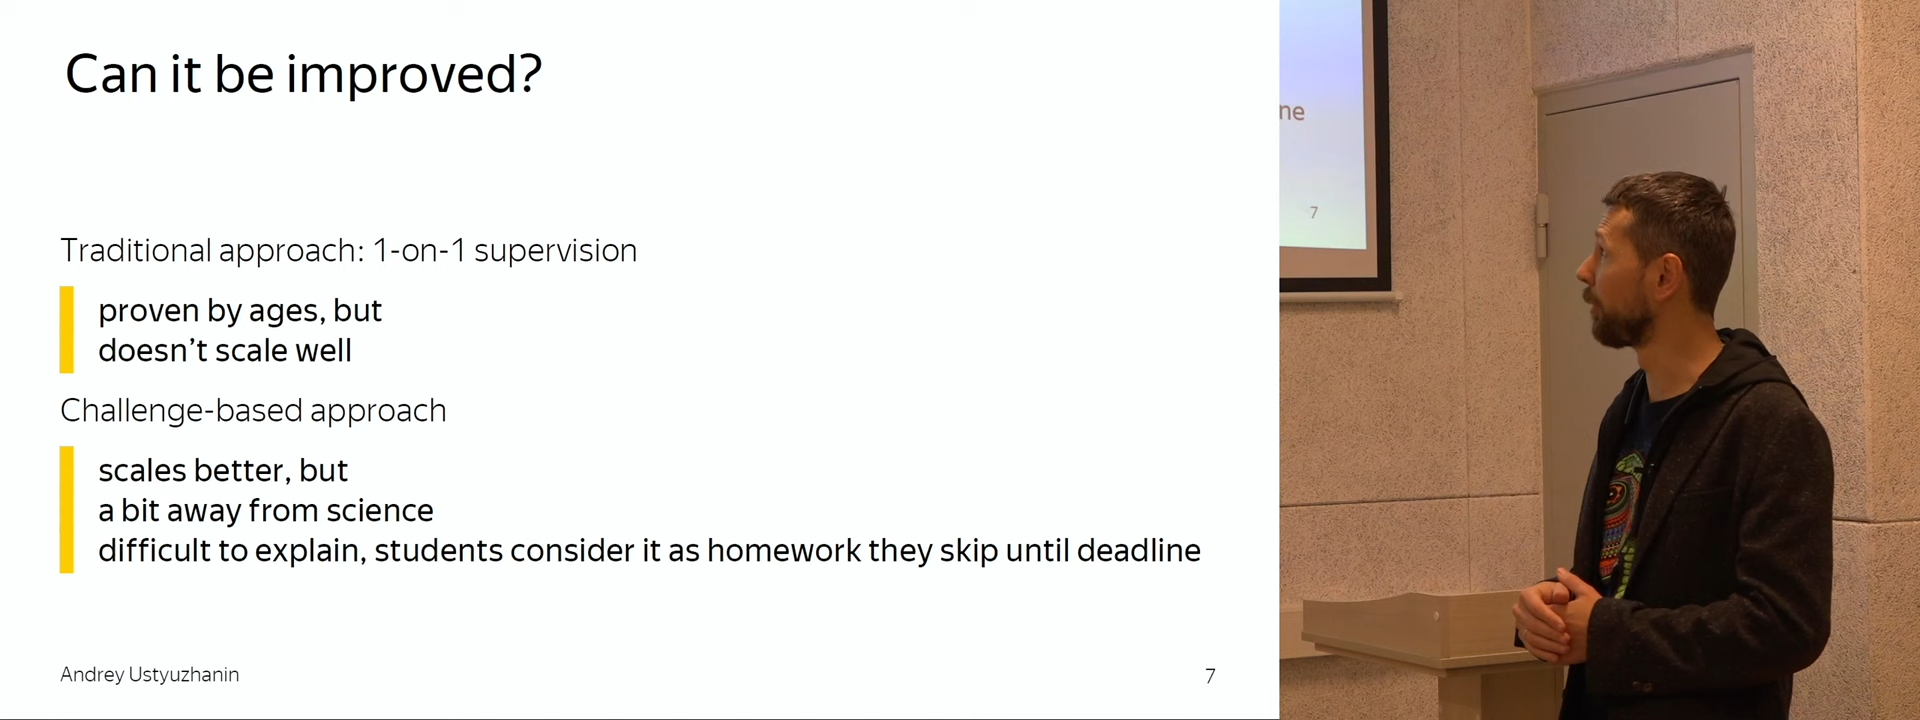 Can it be improved?
Traditional approach: 1-on-1 supervision
proven by ages, but
doesn't scale well
Challenge-based approach
scales better, but
a bit away from science
difficult to explain, students consider it as homework they skip until deadline
Andrey Ustyuzhanin
7
ne
7